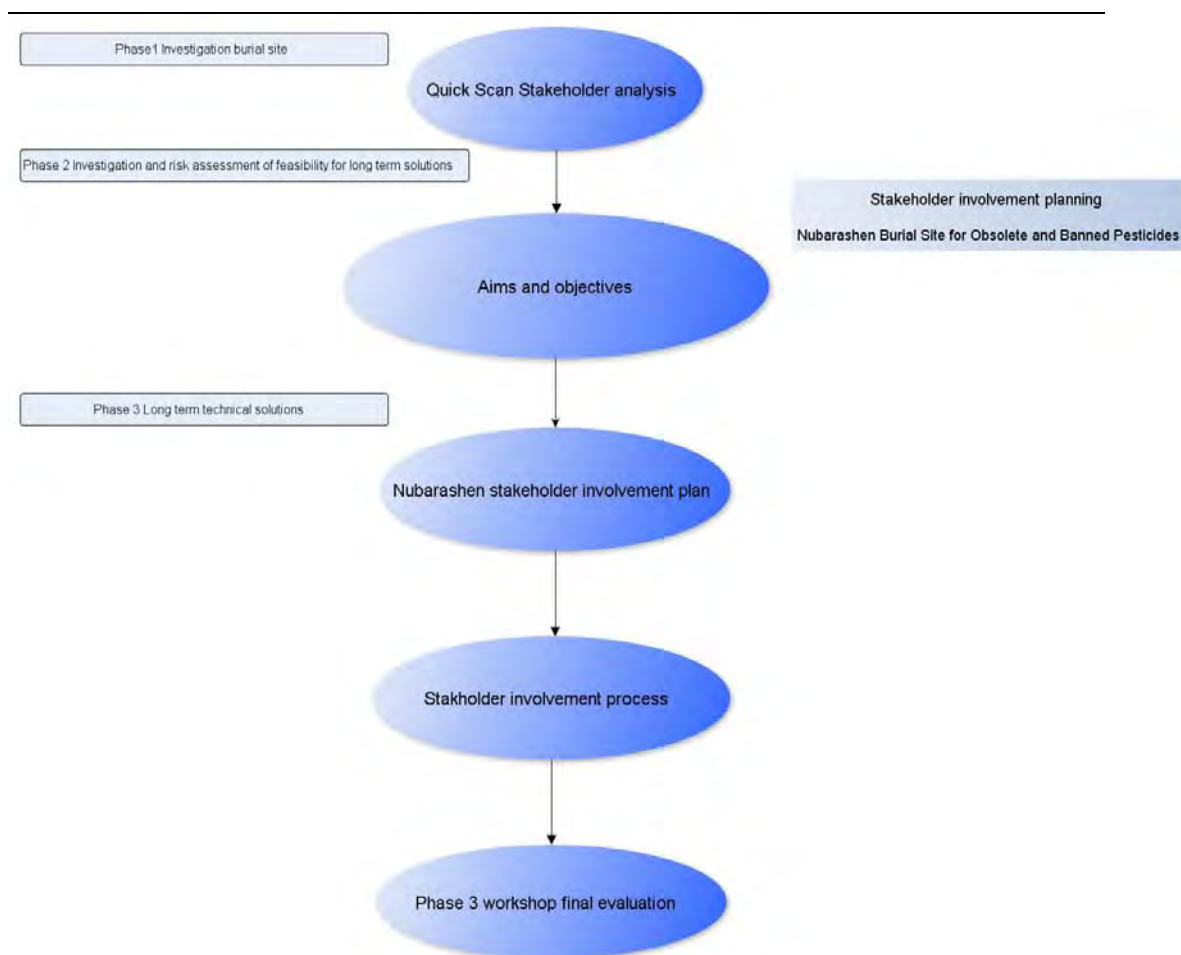 Phase1 Investigation burial site
Quick Scan Stakeholder analysis
Phase 2 Investigation and risk assessment of feasibility for long term solutions
Stakeholder involvement planning
Nubarashen Burial Site for Obsolete and Banned Pesticides
Aims and objectives
Phase 3 Long term technical solutions
Nubarashen stakeholder involvement plan
Stakholder involvement process
Phase 3 workshop final evaluation